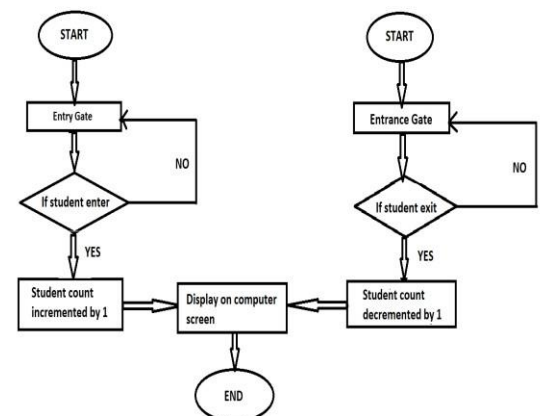 START
Entry Gate
NO
If student enter
YES
Student count
incremented by 1
START
Entrance Gate
NO
If student exit
YES
Student count
decremented by 1
Display on computer
screen
END